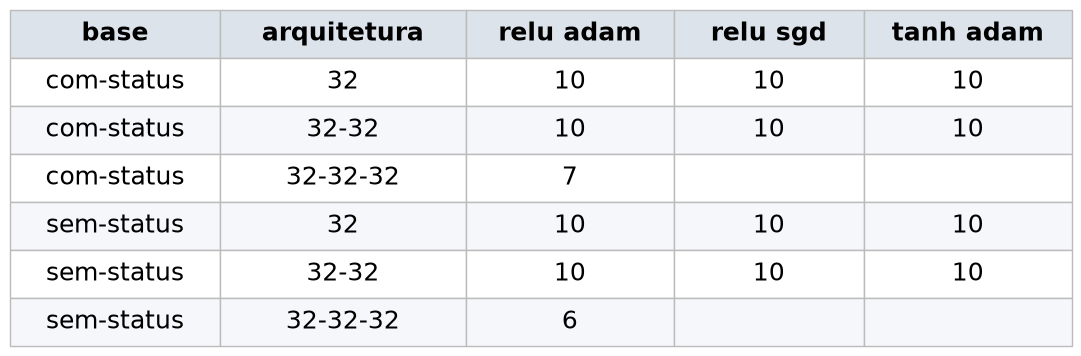 base arquitetura relu adam relu sgd tanh adam
com-status 32 10 10 10
com-status 32-32 10 10 10
com-status 32-32-32 7
sem-status 32 10 10 10
sem-status 32-32 10 10 10
sem-status 32-32-32 6